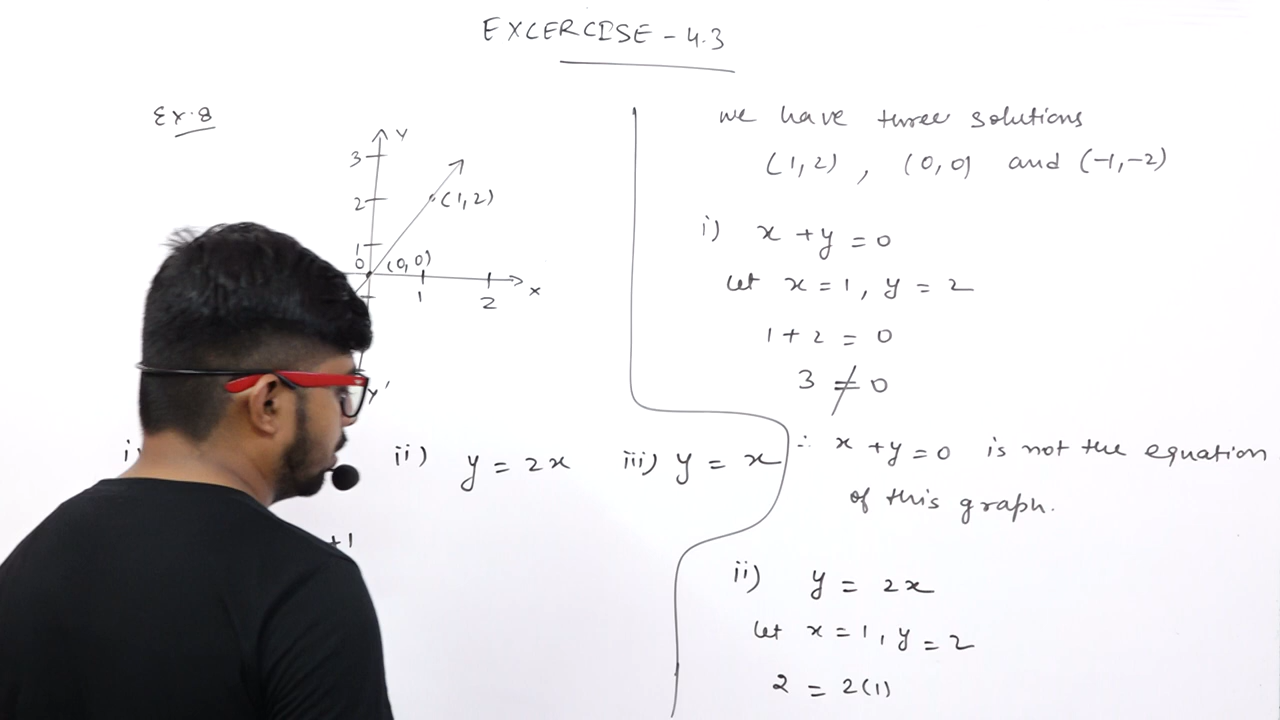 EXCERCISE - 4.3
Ex. 8
Y
3
2
(1,2)
1
0
(0,0)
1
2
x
Y'
ii) y = 2x
iii) y = x
+1
we have three solutions
(1,2) , (0,0) and (-1,-2)
i) x + y = 0
let x = 1, y = 2
1 + 2 = 0
3 ≠ 0
∴ x + y = 0 is not the equation
of this graph.
ii) y = 2x
let x = 1, y = 2
2 = 2(1)